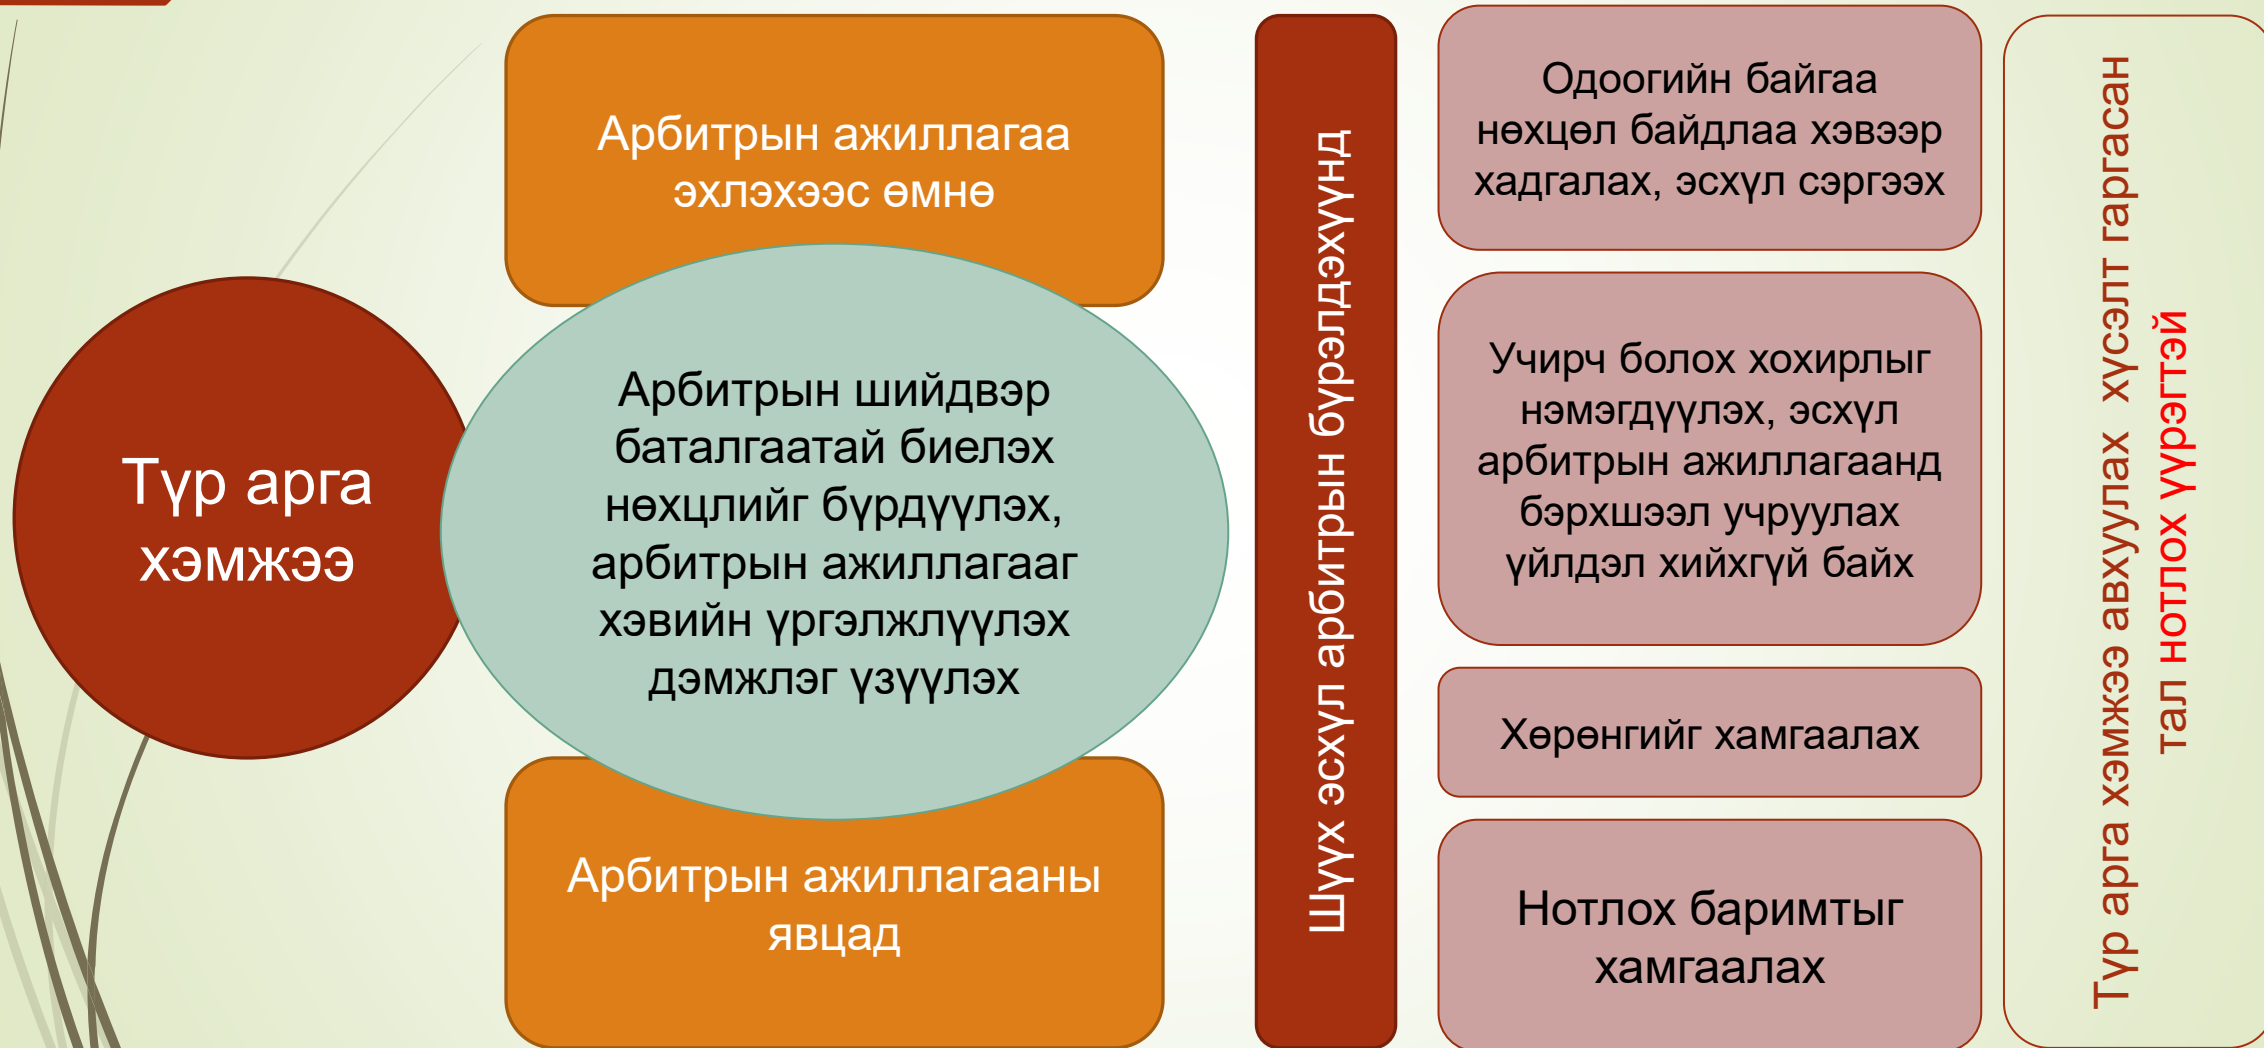 Түр арга
хэмжээ
Арбитрын ажиллагаа
эхлэхээс өмнө
Арбитрын шийдвэр
баталгаатай биелэх
нөхцлийг бүрдүүлэх,
арбитрын ажиллагааг
хэвийн үргэлжлүүлэх
дэмжлэг үзүүлэх
Арбитрын ажиллагааны
явцад
Шүүх эсхүл арбитрын бүрэлдэхүүнд
Одоогийн байгаа
нөхцөл байдлаа хэвээр
хадгалах, эсхүл сэргээх
Учирч болох хохирлыг
нэмэгдүүлэх, эсхүл
арбитрын ажиллагаанд
бэрхшээл учруулах
үйлдэл хийхгүй байх
Хөрөнгийг хамгаалах
Нотлох баримтыг
хамгаалах
Түр арга хэмжээ авхуулах хүсэлт гаргасан
тал нотлох үүрэгтэй